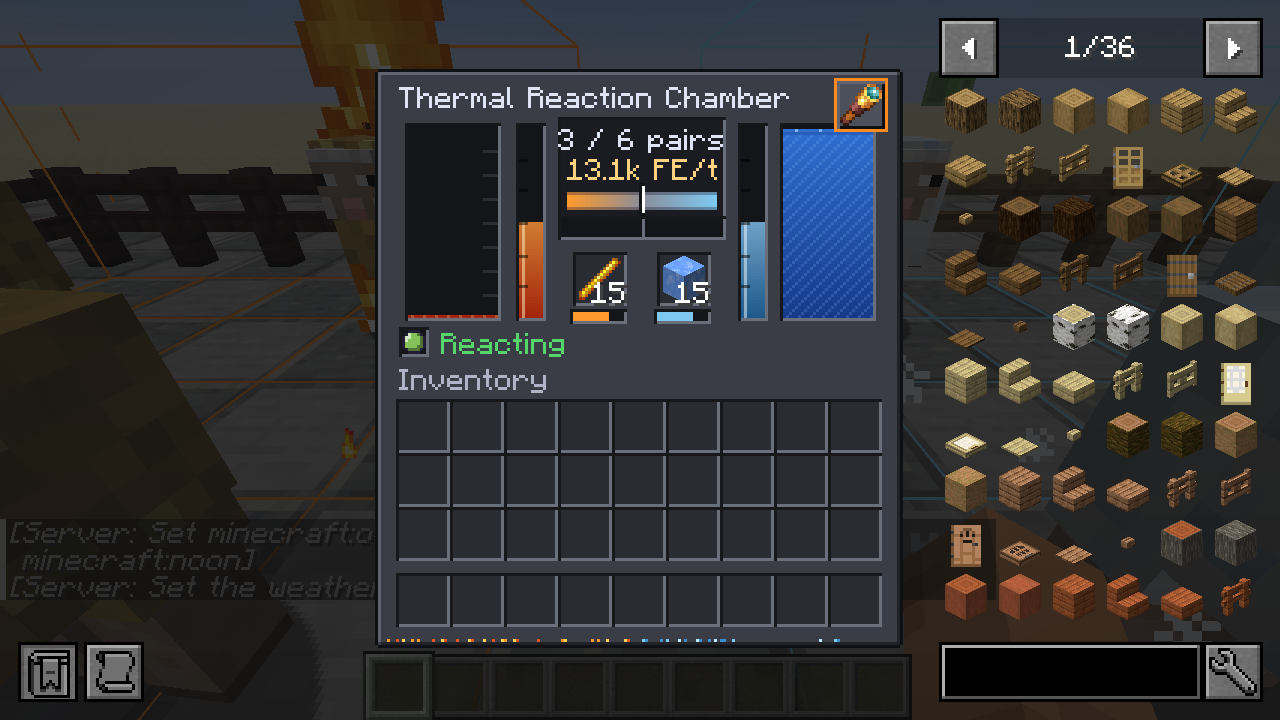 1/36
Thermal Reaction Chamber
3 / 6 pairs
13.1k FE/t
15
15
Reacting
Inventory
[Server: Set minecraft:o
minecraft:noon]
[Server: Set the weather